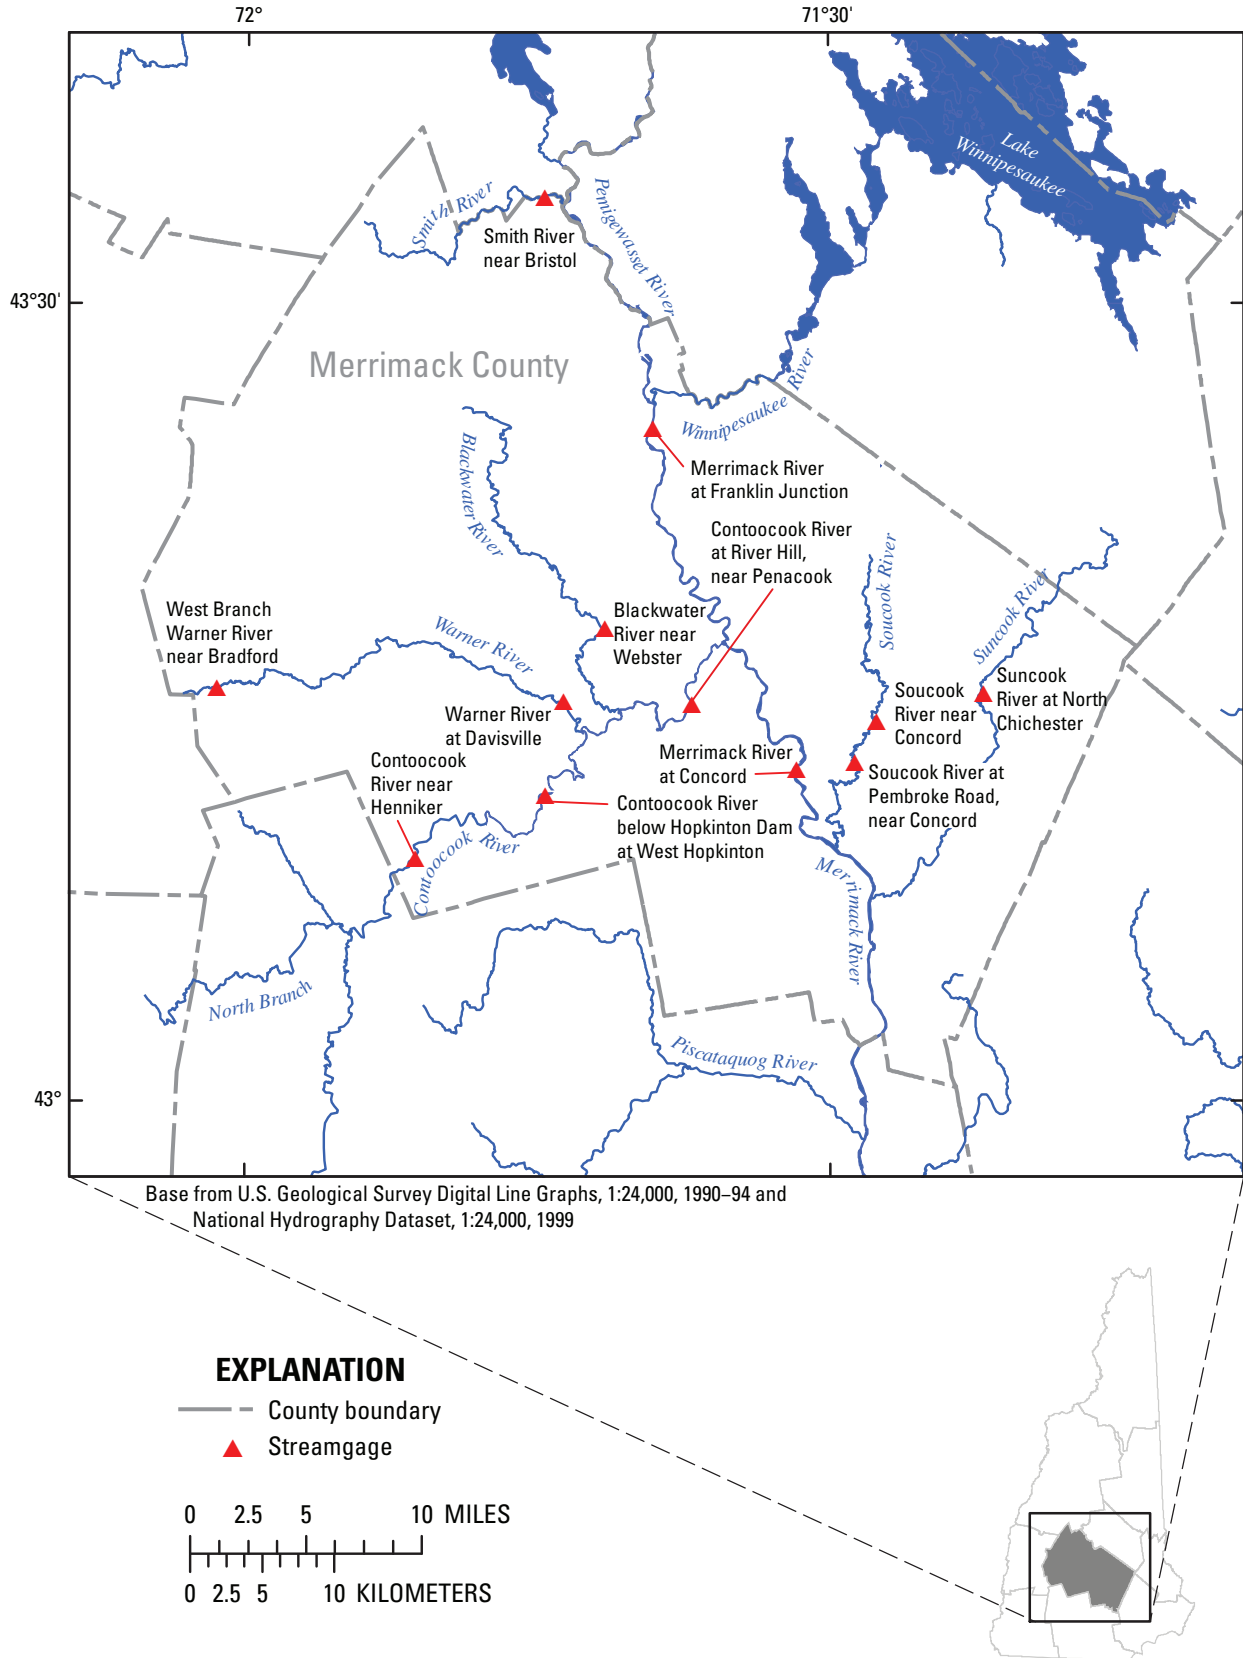 72°
71°30'
Lake
Winnipesaukee
Smith River
Pemigewasset River
Smith River
near Bristol
43°30'
Merrimack County
Winnipesaukee River
Blackwater River
Merrimack River
at Franklin Junction
Contoocook River
at River Hill,
near Penacook
Soucook River
Suncook River
West Branch
Warner River
near Bradford
Warner River
Blackwater
River near
Webster
Suncook
River at North
Chichester
Soucook
River near
Concord
Warner River
at Davisville
Merrimack River
at Concord
Contoocook
River near
Henniker
Soucook River at
Pembroke Road,
near Concord
Contoocook River
below Hopkinton Dam
at West Hopkinton
Contoocook River
Merrimack River
North Branch
Piscataquog River
43°
Base from U.S. Geological Survey Digital Line Graphs, 1:24,000, 1990–94 and
National Hydrography Dataset, 1:24,000, 1999
EXPLANATION
County boundary
Streamgage
0 2.5 5 10 MILES
0 2.5 5 10 KILOMETERS